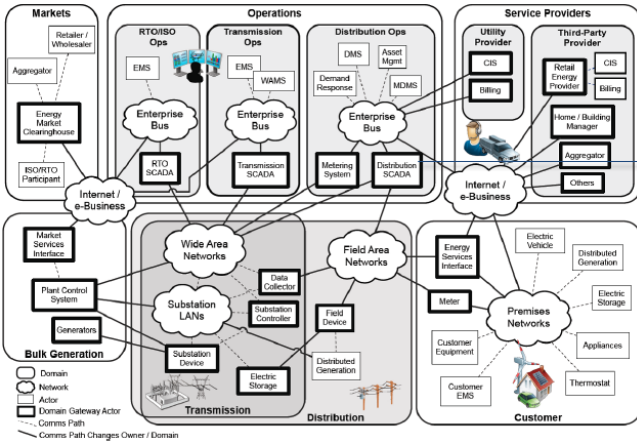 Markets
Retailer /
Wholesaler
Aggregator
Energy
Market
Clearinghouse
ISO/RTO
Participant
Operations
RTO/ISO
Ops
EMS
Enterprise
Bus
RTO
SCADA
Transmission
Ops
EMS
WAMS
Enterprise
Bus
Transmission
SCADA
Distribution Ops
DMS
Asset
Mgmt
Demand
Response
MDMS
Enterprise
Bus
Metering
System
Distribution
SCADA
Service Providers
Utility
Provider
CIS
Billing
Third-Party
Provider
Retail
Energy
Provider
CIS
Billing
Home / Building
Manager
Aggregator
Others
Internet /
e-Business
Internet /
e-Business
Market
Services
Interface
Plant Control
System
Generators
Bulk Generation
Wide Area
Networks
Substation
LANs
Substation
Device
Data
Collector
Substation
Controller
Electric
Storage
Transmission
Field Area
Networks
Field
Device
Distributed
Generation
Distribution
Energy
Services
Interface
Meter
Premises
Networks
Electric
Vehicle
Distributed
Generation
Electric
Storage
Appliances
Thermostat
Customer
Equipment
Customer
EMS
Customer
Domain
Network
Actor
Domain Gateway Actor
Comms Path
Comms Path Changes Owner / Domain